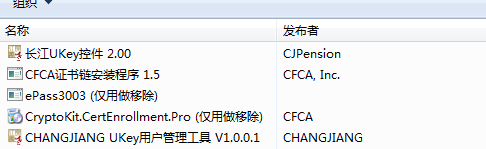 组织
名称 发布者
长江UKey控件 2.00 CJPension
CFCA证书链安装程序 1.5 CFCA, Inc.
ePass3003 (仅用做移除)
CryptoKit.CertEnrollment.Pro (仅用做移除) CFCA
CHANGJIANG UKey用户管理工具 V1.0.0.1 CHANGJIANG